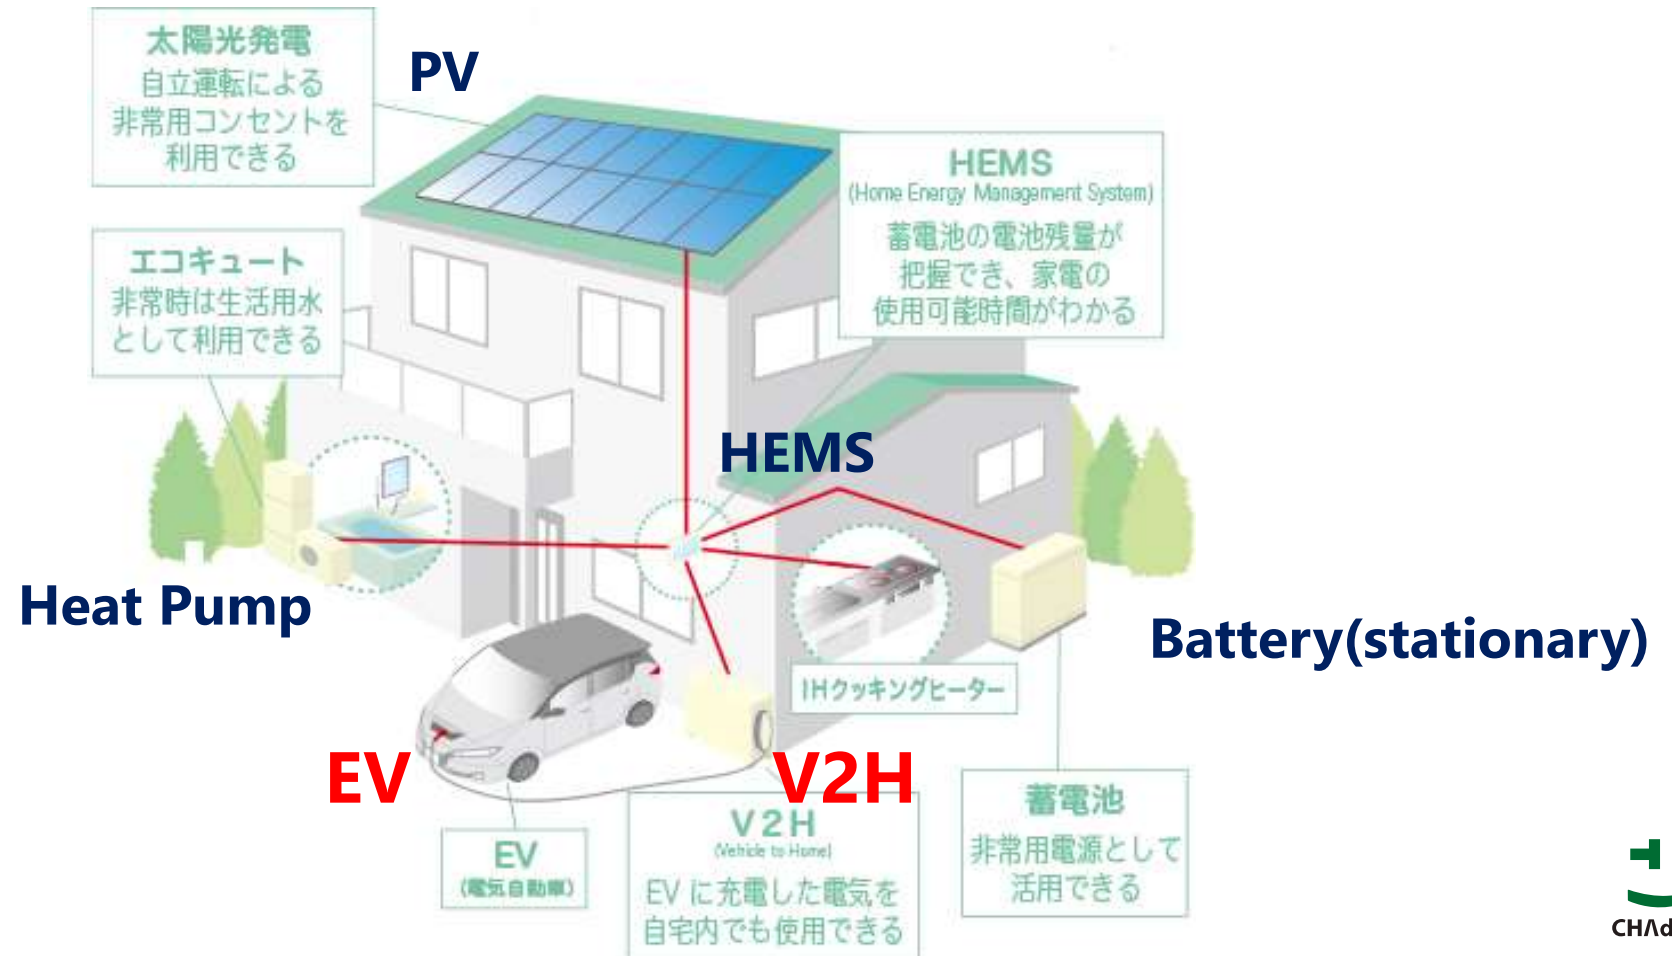 太陽光発電
自立運転による
非常用コンセントを
利用できる
PV
HEMS
(Home Energy Management System)
蓄電池の電池残量が
把握でき、家電の
使用可能時間がわかる
エコキュート
非常時は生活用水
として利用できる
HEMS
Heat Pump
Battery(stationary)
IHクッキングヒーター
EV
V2H
EV
(電気自動車)
V2H
(Vehicle to Home)
EVに充電した電気を
自宅内でも使用できる
蓄電池
非常用電源として
活用できる
CHΛd